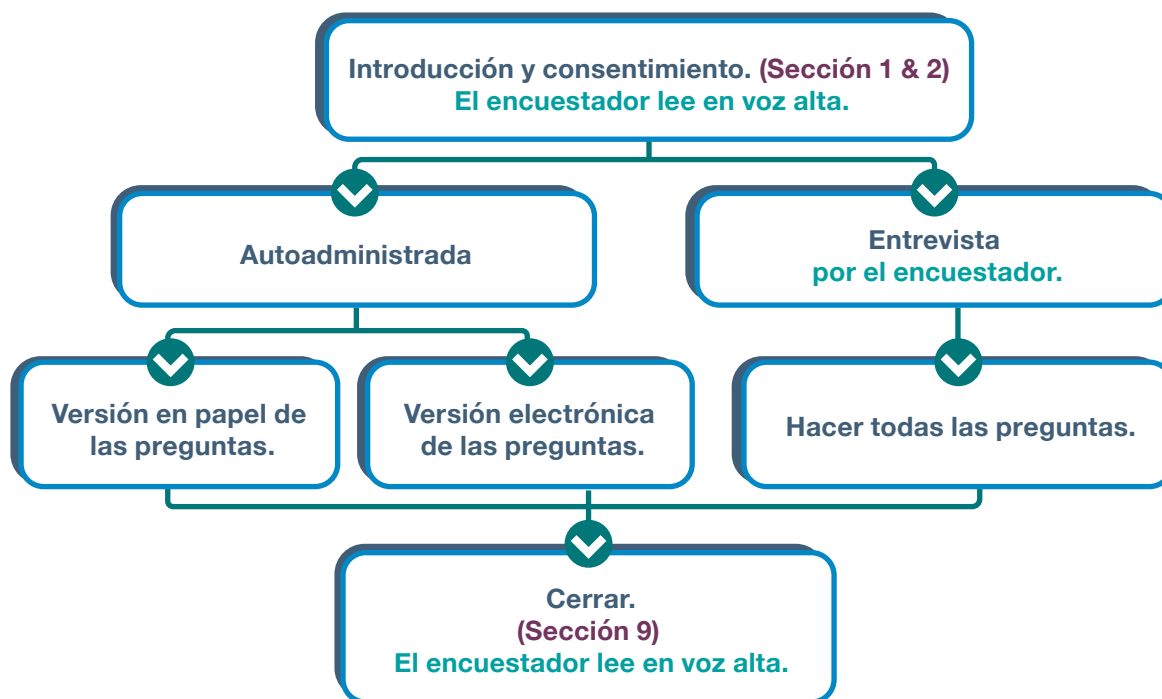 Introducción y consentimiento. (Sección 1 & 2)
El encuestador lee en voz alta.
Autoadministrada
Entrevista
por el encuestador.
Versión en papel de
las preguntas.
Versión electrónica
de las preguntas.
Hacer todas las preguntas.
Cerrar.
(Sección 9)
El encuestador lee en voz alta.